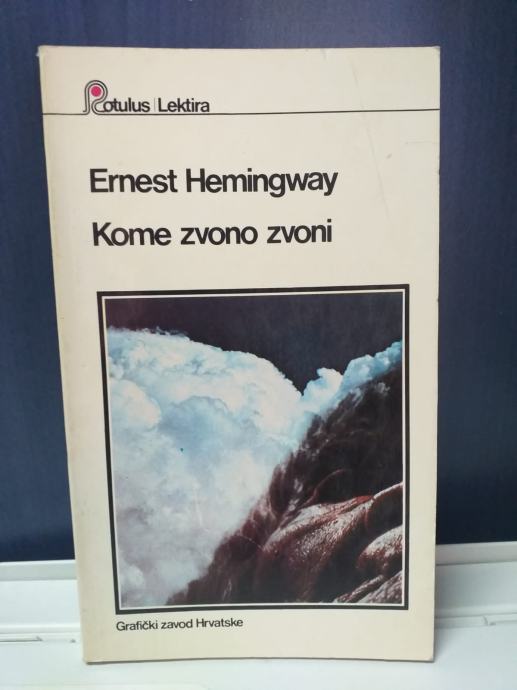 Rotulus | Lektira
Ernest Hemingway
Kome zvono zvoni
Grafički zavod Hrvatske